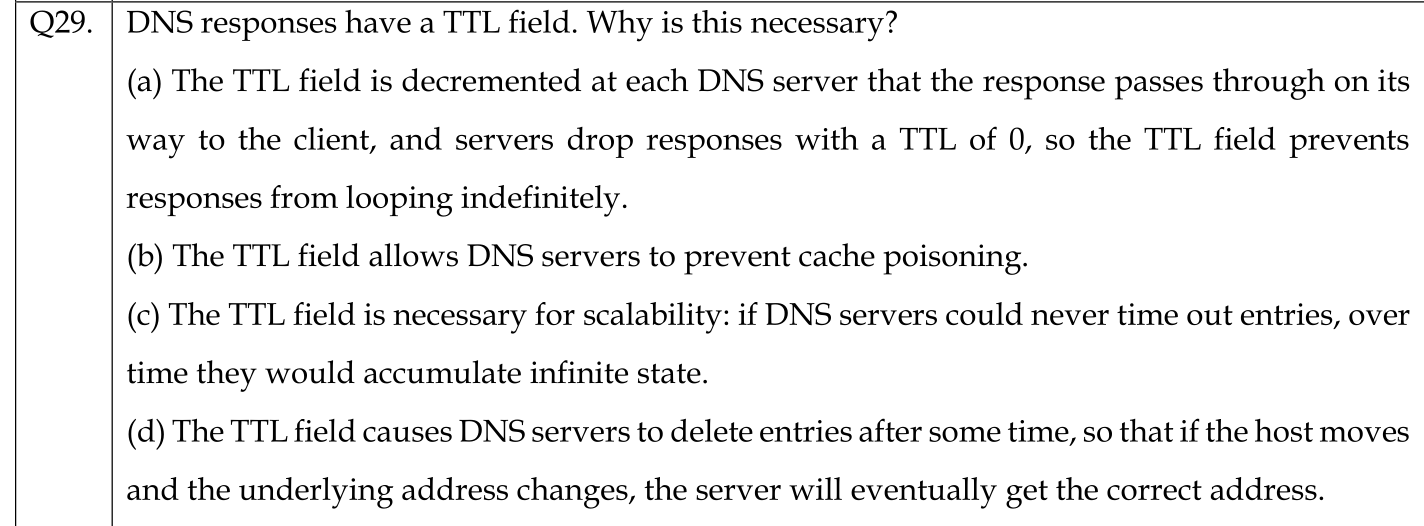 Q29. DNS responses have a TTL field. Why is this necessary?
(a) The TTL field is decremented at each DNS server that the response passes through on its
way to the client, and servers drop responses with a TTL of 0, so the TTL field prevents
responses from looping indefinitely.
(b) The TTL field allows DNS servers to prevent cache poisoning.
(c) The TTL field is necessary for scalability: if DNS servers could never time out entries, over
time they would accumulate infinite state.
(d) The TTL field causes DNS servers to delete entries after some time, so that if the host moves
and the underlying address changes, the server will eventually get the correct address.